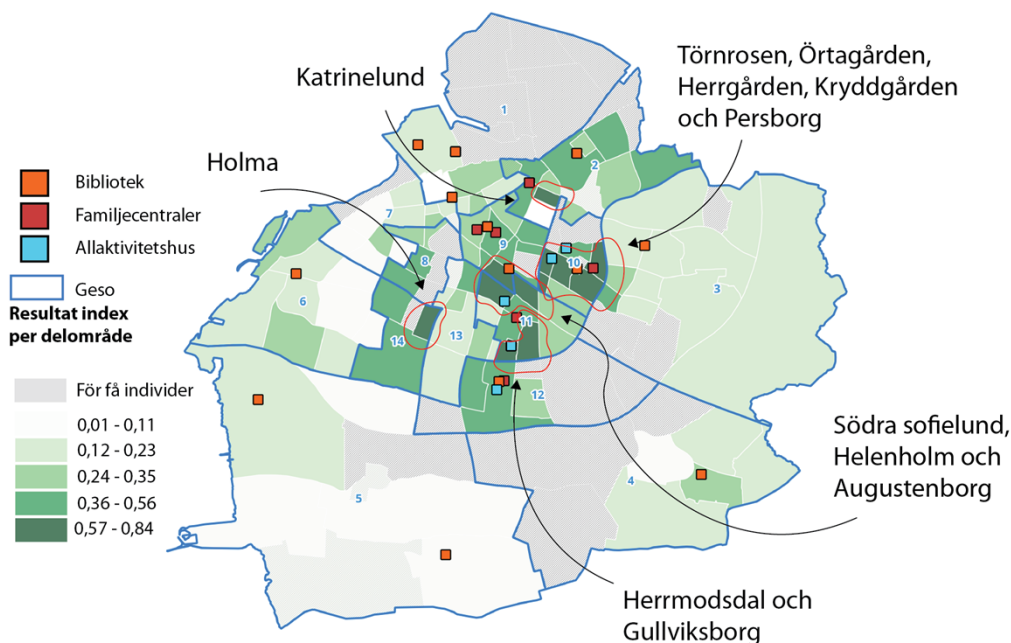 Katrinelund
Törnrosen, Örtagården,
Herrgården, Kryddgården
och Persborg
Holma
Bibliotek
Familjecentraler
Allaktivitetshus
Geso
Resultat index
per delområde
För få individer
0,01 - 0,11
0,12 - 0,23
0,24 - 0,35
0,36 - 0,56
0,57 - 0,84
1
2
7
9
8
10
3
6
11
14
13
12
4
5
Södra sofielund,
Helenholm och
Augustenborg
Herrmodsdal och
Gullviksborg